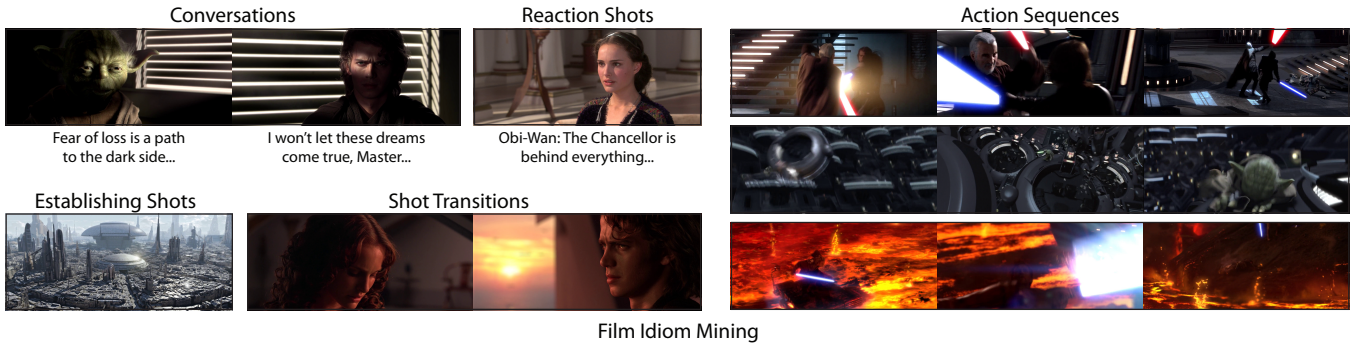 Conversations
Reaction Shots
Action Sequences
Fear of loss is a path
to the dark side...
I won't let these dreams
come true, Master...
Obi-Wan: The Chancellor is
behind everything...
Establishing Shots
Shot Transitions
Film Idiom Mining